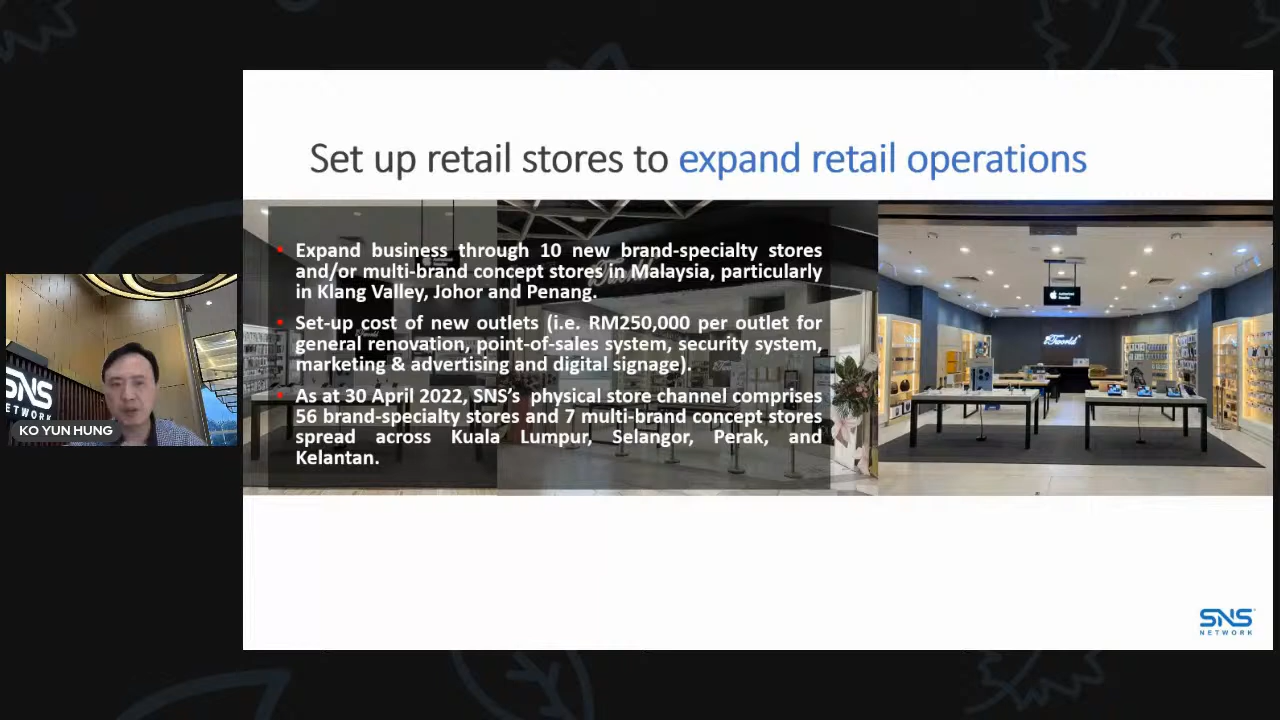 Set up retail stores to expand retail operations
• Expand business through 10 new brand-specialty stores
and/or multi-brand concept stores in Malaysia, particularly
in Klang Valley, Johor and Penang.
• Set-up cost of new outlets (i.e. RM250,000 per outlet for
general renovation, point-of-sales system, security system,
marketing & advertising and digital signage).
• As at 30 April 2022, SNS’s physical store channel comprises
56 brand-specialty stores and 7 multi-brand concept stores
spread across Kuala Lumpur, Selangor, Perak, and
Kelantan.
SNS
NETWORK
KO YUN HUNG
SNS
NETWORK